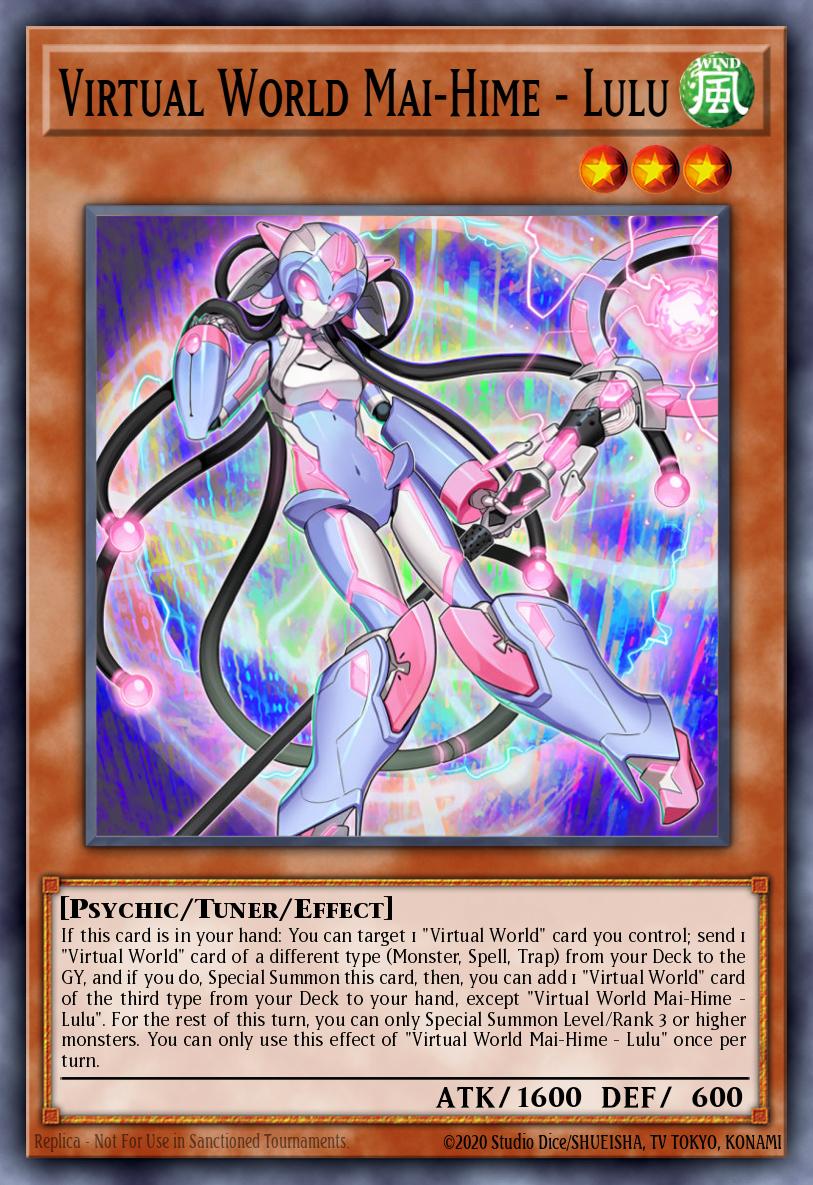 Virtual World Mai-Hime - Lulu
WIND
風
[Psychic/Tuner/Effect]
If this card is in your hand: You can target 1 "Virtual World" card you control; send 1
"Virtual World" card of a different type (Monster, Spell, Trap) from your Deck to the
GY, and if you do, Special Summon this card, then, you can add 1 "Virtual World" card
of the third type from your Deck to your hand, except "Virtual World Mai-Hime -
Lulu". For the rest of this turn, you can only Special Summon Level/Rank 3 or higher
monsters. You can only use this effect of "Virtual World Mai-Hime - Lulu" once per
turn.
ATK/1600 DEF/ 600
Replica - Not For Use in Sanctioned Tournaments.
©2020 Studio Dice/SHUEISHA, TV TOKYO, KONAMI